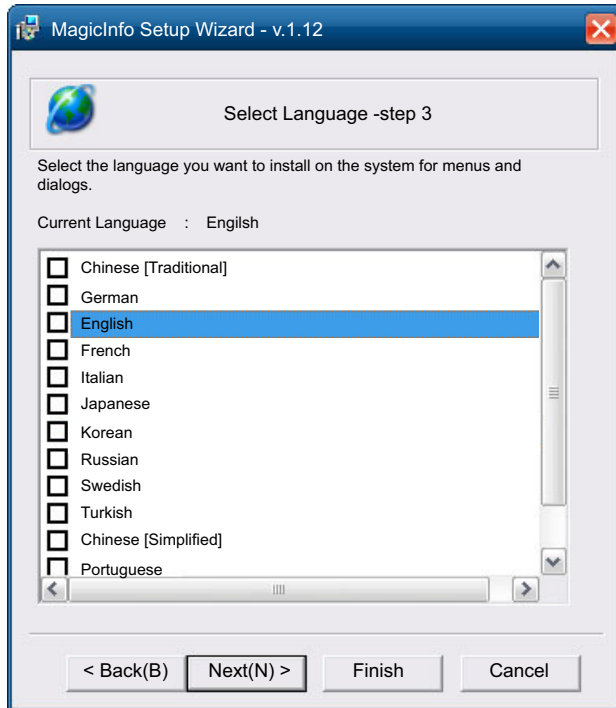 MagicInfo Setup Wizard - v.1.12
Select Language -step 3
Select the language you want to install on the system for menus and
dialogs.
Current Language : Engilsh
Chinese [Traditional]
German
English
French
Italian
Japanese
Korean
Russian
Swedish
Turkish
Chinese [Simplified]
Portuguese
< Back(B) Next(N) > Finish Cancel